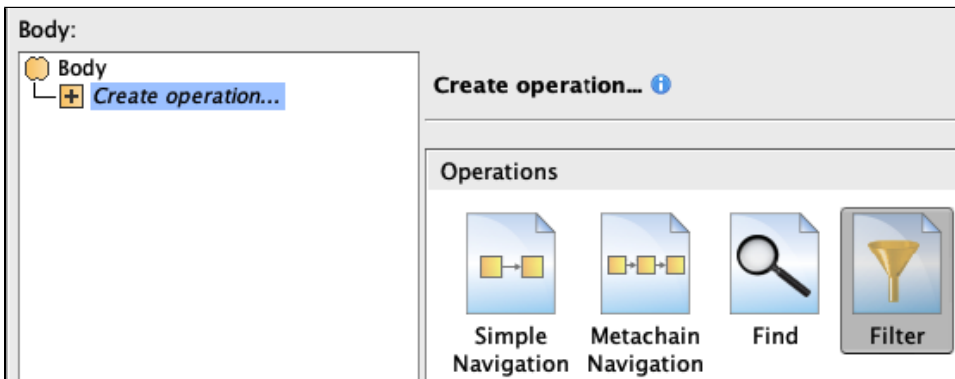 Body:
Body
Create operation...
Create operation...
Operations
Simple Navigation
Metachain Navigation
Find
Filter